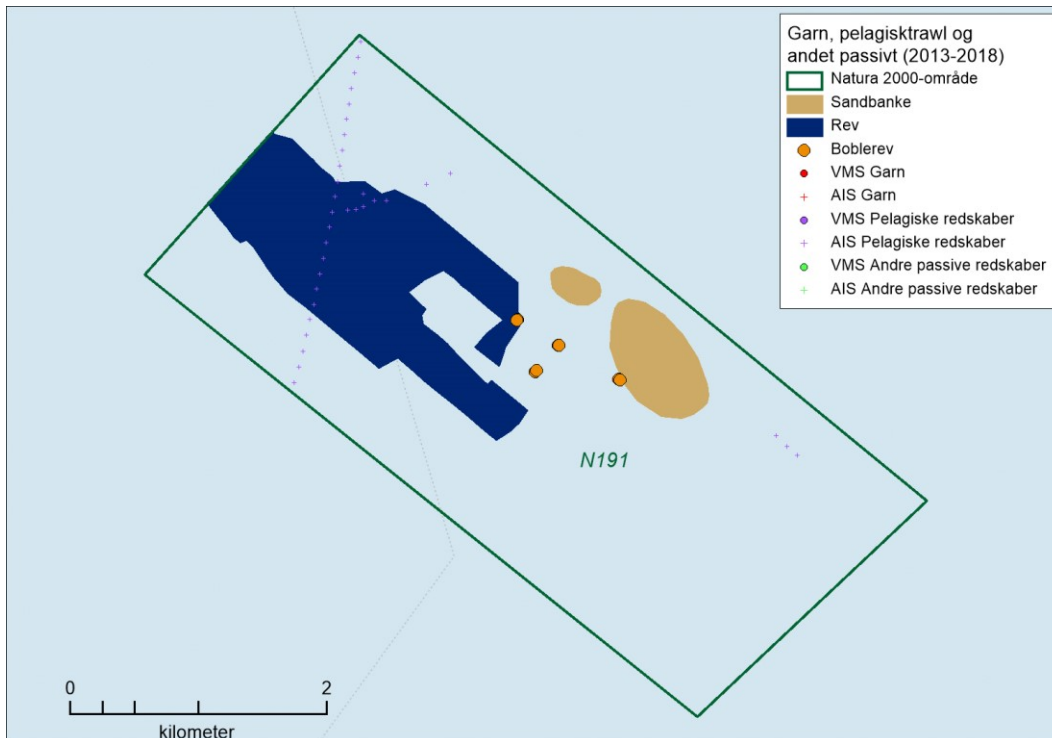 Garn, pelagisktrawl og
andet passivt (2013-2018)
Natura 2000-område
Sandbanke
Rev
Boblerev
VMS Garn
AIS Garn
VMS Pelagiske redskaber
AIS Pelagiske redskaber
VMS Andre passive redskaber
AIS Andre passive redskaber
N191
0 2
kilometer